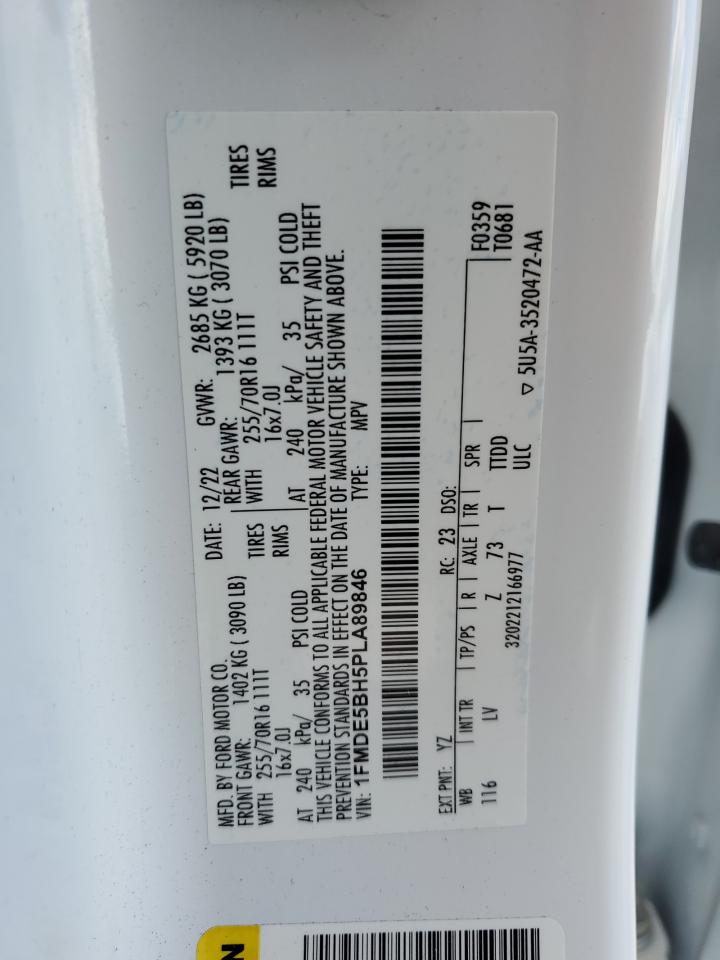 MFD. BY FORD MOTOR CO.
DATE: 12/22 GVWR: 2685 KG ( 5920 LB)
FRONT GAWR: 1402 KG ( 3090 LB) REAR GAWR: 1393 KG ( 3070 LB)
WITH 255/70R16 111T TIRES WITH 255/70R16 111T TIRES
16x7.0J RIMS 16x7.0J RIMS
AT 240 kPa/ 35 PSI COLD AT 240 kPa/ 35 PSI COLD
THIS VEHICLE CONFORMS TO ALL APPLICABLE FEDERAL MOTOR VEHICLE SAFETY AND THEFT
PREVENTION STANDARDS IN EFFECT ON THE DATE OF MANUFACTURE SHOWN ABOVE.
VIN: 1FMDE5BH5PLA89846 TYPE: MPV
EXT PNT: YZ RC: 23 DSO:
WB INT TR TP/PS R AXLE TR SPR F0359
116 LV Z 73 T TTDD T0681
3202212166977 ULC ▽ 5U5A-3520472-AA
N